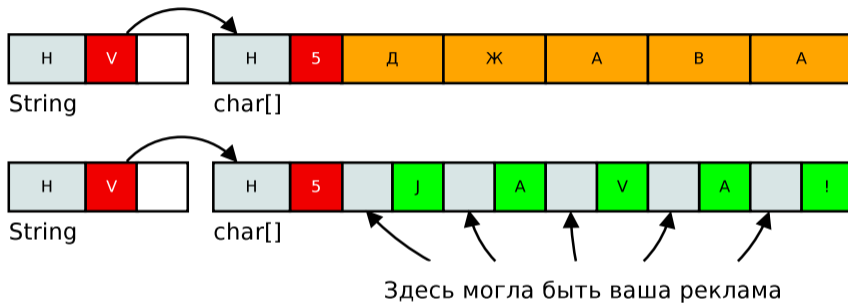 H V H 5 Д Ж А В А
String char[]
H V H 5 J A V A !
String char[]
Здесь могла быть ваша реклама